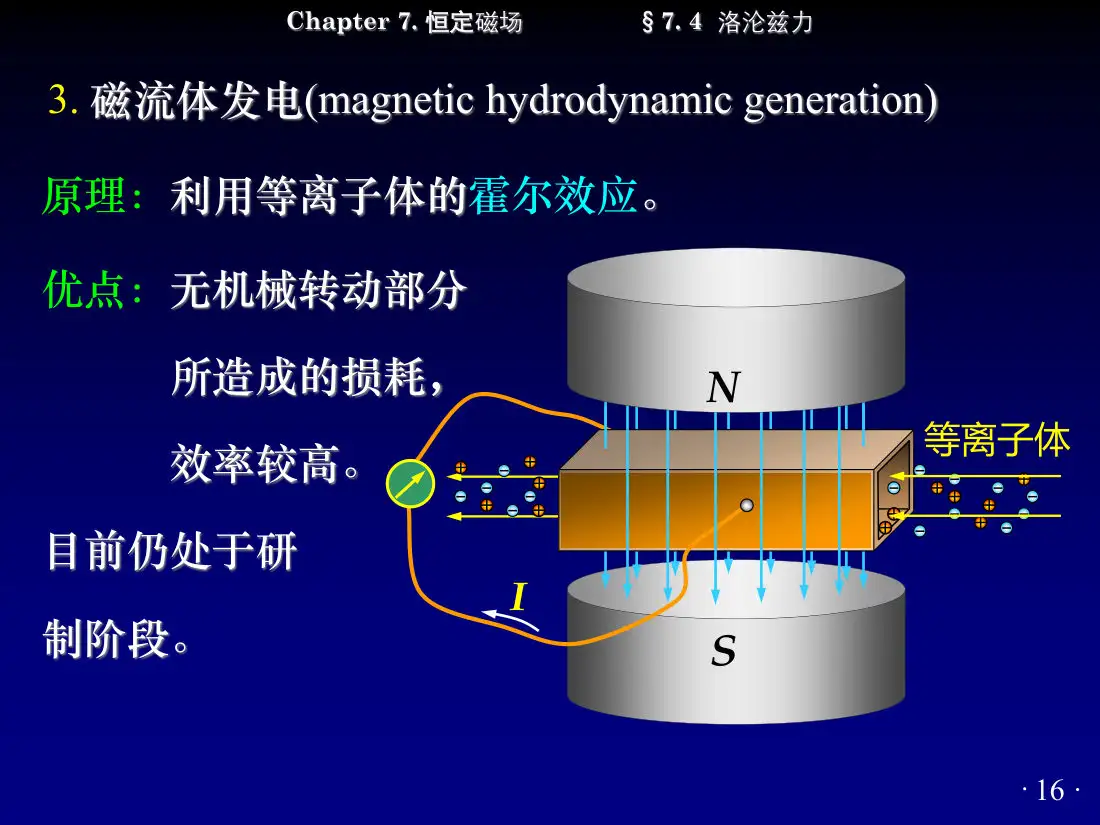 Chapter 7. 恒定磁场 § 7. 4 洛沦兹力
3. 磁流体发电(magnetic hydrodynamic generation)
原理：利用等离子体的霍尔效应。
优点：无机械转动部分
所造成的损耗，
效率较高。
目前仍处于研
制阶段。
N
等离子体
I
S
· 16 ·